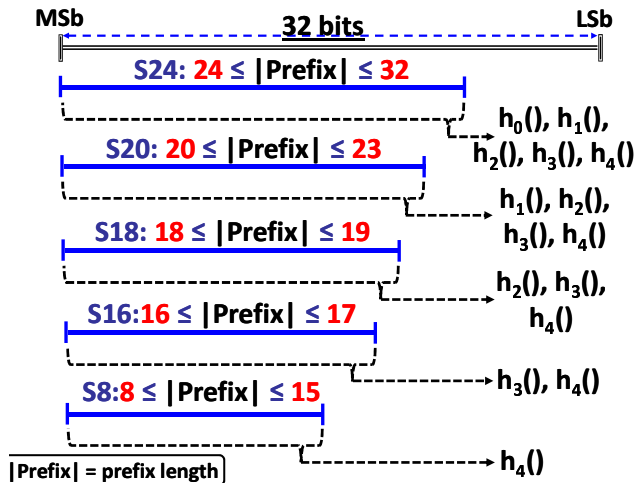 MSb
32 bits
LSb
S24: 24 ≤ |Prefix| ≤ 32
h0(), h1(),
h2(), h3(), h4()
S20: 20 ≤ |Prefix| ≤ 23
h1(), h2(),
h3(), h4()
S18: 18 ≤ |Prefix| ≤ 19
h2(), h3(),
h4()
S16:16 ≤ |Prefix| ≤ 17
h3(), h4()
S8:8 ≤ |Prefix| ≤ 15
h4()
|Prefix| = prefix length